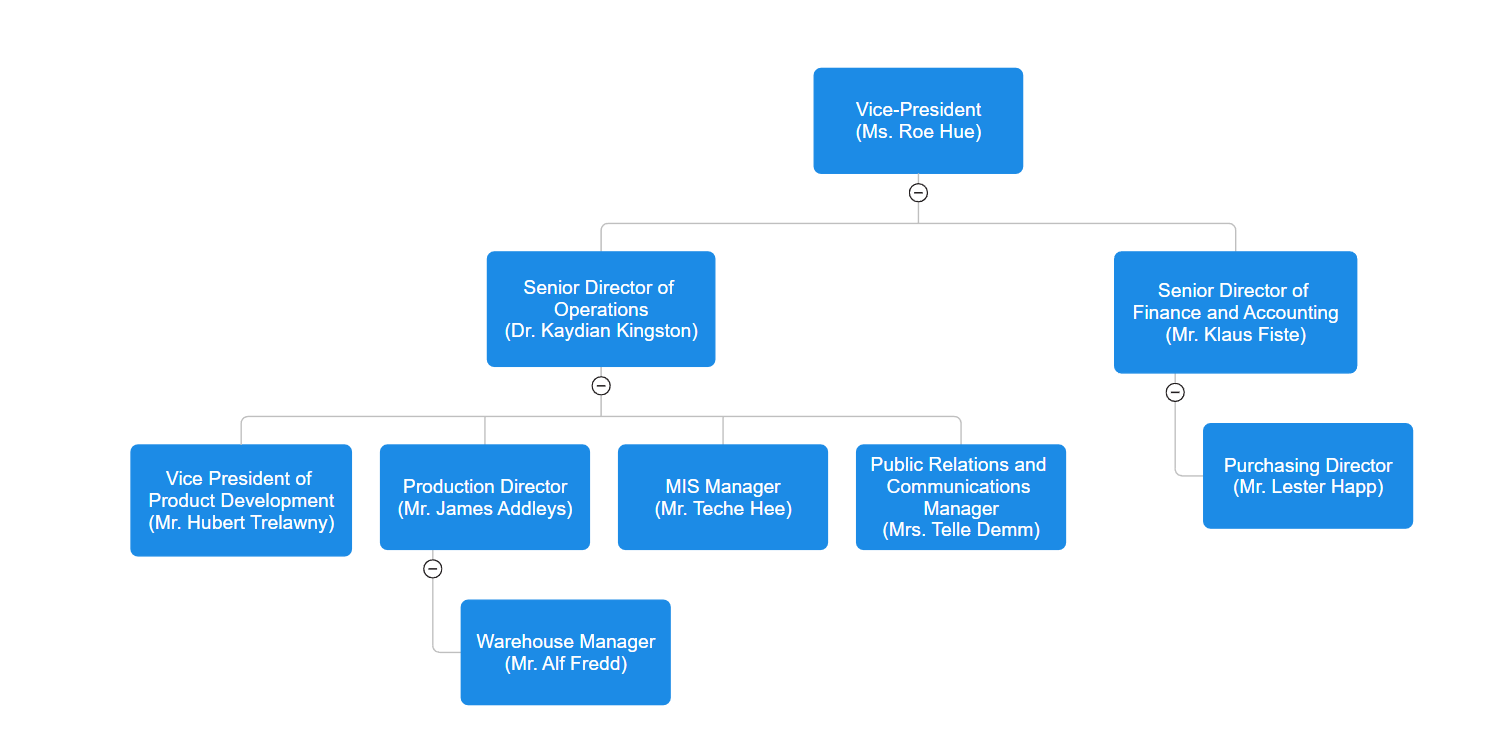 Vice-President
(Ms. Roe Hue)
Senior Director of
Operations
(Dr. Kaydian Kingston)
Senior Director of
Finance and Accounting
(Mr. Klaus Fiste)
Vice President of
Product Development
(Mr. Hubert Trelawny)
Production Director
(Mr. James Addleys)
MIS Manager
(Mr. Teche Hee)
Public Relations and
Communications
Manager
(Mrs. Telle Demm)
Purchasing Director
(Mr. Lester Happ)
Warehouse Manager
(Mr. Alf Fredd)